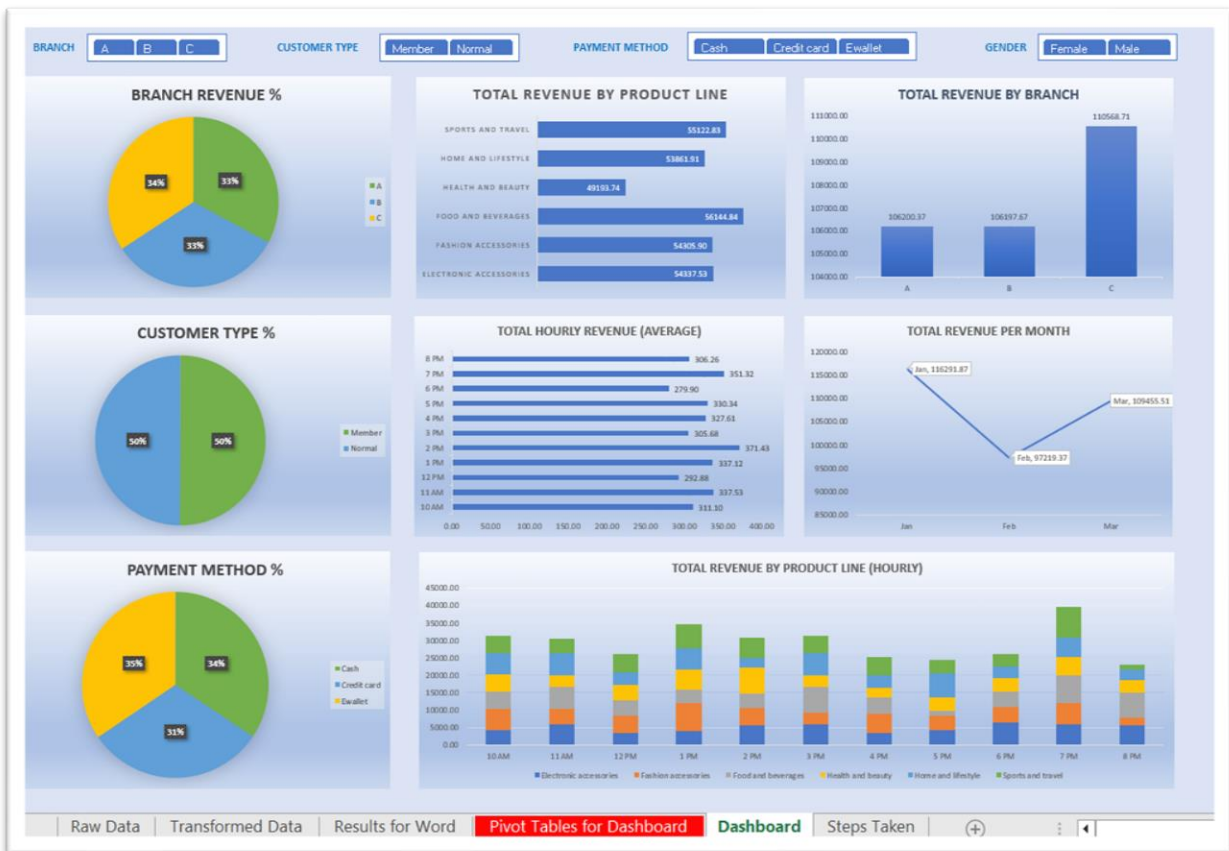 BRANCH A B C CUSTOMER TYPE Member Normal PAYMENT METHOD Cash Credit card Ewallet GENDER Female Male
BRANCH REVENUE %
34% 33%
33%
A
B
C
TOTAL REVENUE BY PRODUCT LINE
SPORTS AND TRAVEL 55122.83
HOME AND LIFESTYLE 53861.91
HEALTH AND BEAUTY 49193.74
FOOD AND BEVERAGES 56144.84
FASHION ACCESSORIES 54305.90
ELECTRONIC ACCESSORIES 54337.53
TOTAL REVENUE BY BRANCH
111000.00
110000.00
109000.00
108000.00
107000.00
106000.00
105000.00
104000.00
106200.37 106197.67 110568.71
A B C
CUSTOMER TYPE %
50% 50%
Member
Normal
TOTAL HOURLY REVENUE (AVERAGE)
8 PM 306.26
7 PM 351.32
6 PM 279.90
5 PM 330.34
4 PM 327.61
3 PM 305.68
2 PM 371.43
1 PM 337.12
12 PM 292.88
11 AM 337.53
10 AM 311.10
0.00 50.00 100.00 150.00 200.00 250.00 300.00 350.00 400.00
TOTAL REVENUE PER MONTH
120000.00
115000.00
110000.00
105000.00
100000.00
95000.00
90000.00
85000.00
Jan, 116291.87
Feb, 97219.37
Mar, 109455.51
Jan Feb Mar
PAYMENT METHOD %
35% 34%
31%
Cash
Credit card
Ewallet
TOTAL REVENUE BY PRODUCT LINE (HOURLY)
45000.00
40000.00
35000.00
30000.00
25000.00
20000.00
15000.00
10000.00
5000.00
0.00
10 AM 11 AM 12 PM 1 PM 2 PM 3 PM 4 PM 5 PM 6 PM 7 PM 8 PM
Electronic accessories Fashion accessories Food and beverages Health and beauty Home and lifestyle Sports and travel
Raw Data Transformed Data Results for Word Pivot Tables for Dashboard Dashboard Steps Taken